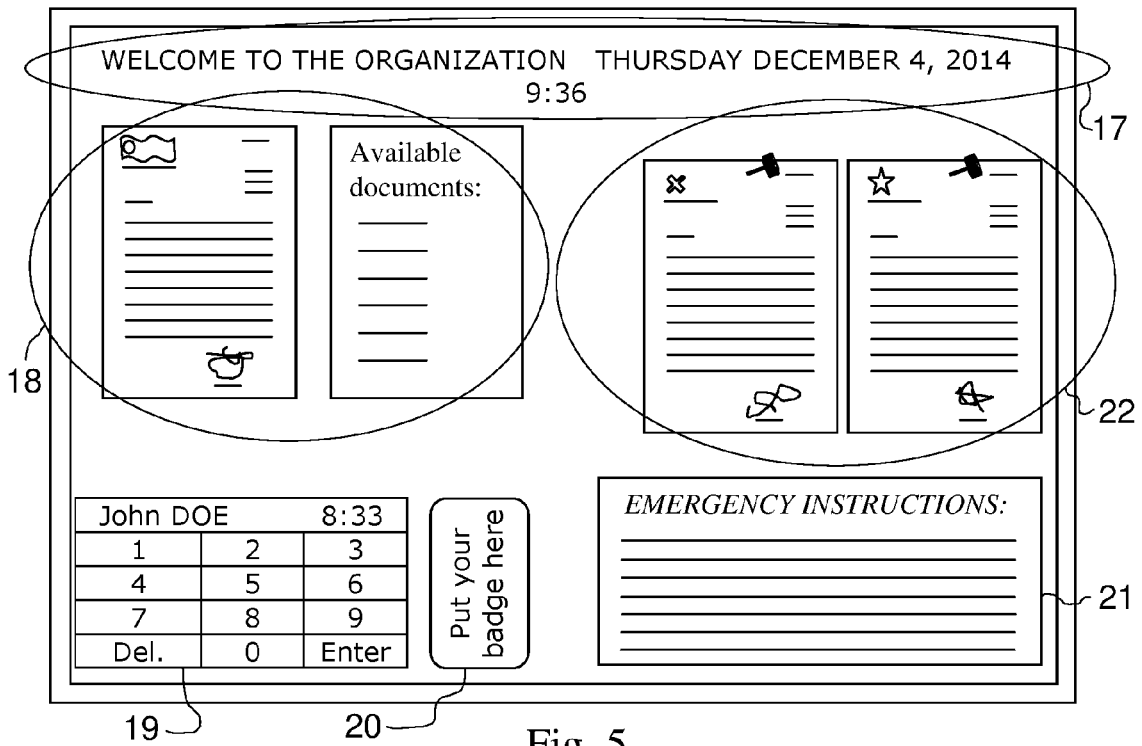 WELCOME TO THE ORGANIZATION THURSDAY DECEMBER 4, 2014
9:36
17
Available
documents:
18
22
John DOE 8:33
1 2 3
4 5 6
7 8 9
Del. 0 Enter
19
Put your
badge here
20
EMERGENCY INSTRUCTIONS:
21
Fig. 5